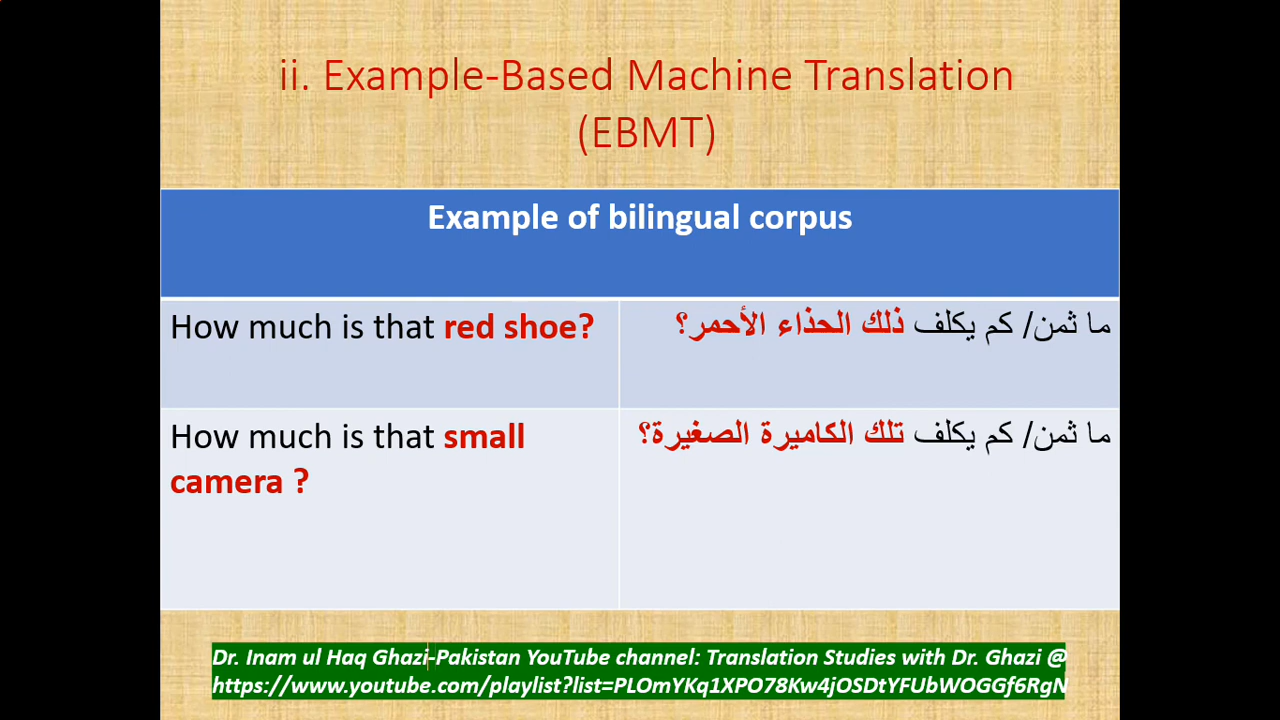 ii. Example-Based Machine Translation
(EBMT)
Example of bilingual corpus
How much is that red shoe?
ما ثمن/ كم يكلف ذلك الحذاء الأحمر؟
How much is that small
camera ?
ما ثمن/ كم يكلف تلك الكاميرة الصغيرة؟
Dr. Inam ul Haq Ghazi-Pakistan YouTube channel: Translation Studies with Dr. Ghazi @
https://www.youtube.com/playlist?list=PLOmYKq1XPO78Kw4jOSDtYFUbWOGGf6RgN